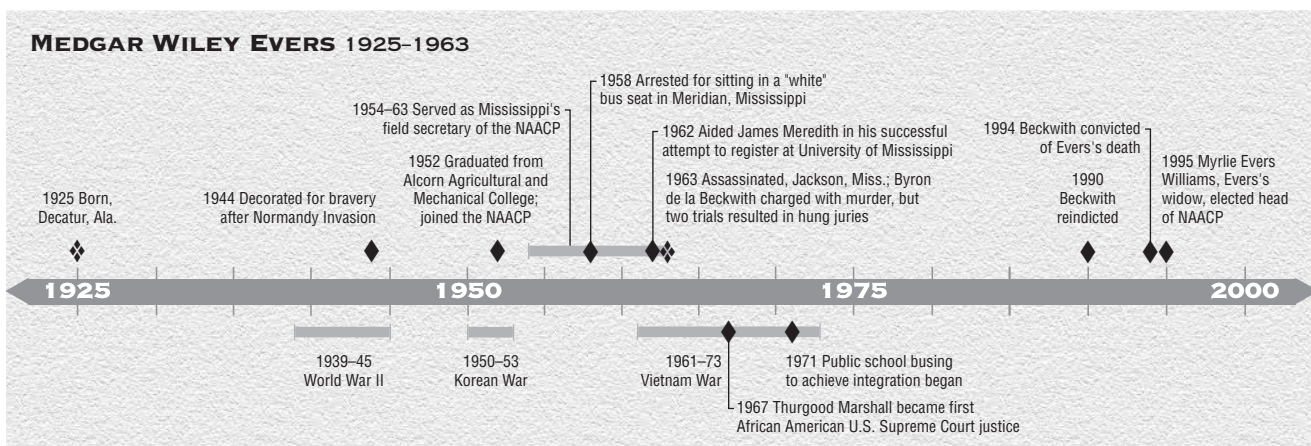 MEDGAR WILEY EVERS 1925–1963
1925 Born,
Decatur, Ala.
1944 Decorated for bravery
after Normandy Invasion
1952 Graduated from
Alcorn Agricultural and
Mechanical College;
joined the NAACP
1954–63 Served as Mississippi's
field secretary of the NAACP
1958 Arrested for sitting in a "white"
bus seat in Meridian, Mississippi
1962 Aided James Meredith in his successful
attempt to register at University of Mississippi
1963 Assassinated, Jackson, Miss.; Byron
de la Beckwith charged with murder, but
two trials resulted in hung juries
1990
Beckwith
reindicted
1994 Beckwith convicted
of Evers's death
1995 Myrlie Evers
Williams, Evers's
widow, elected head
of NAACP
1925
1950
1975
2000
1939–45
World War II
1950–53
Korean War
1961–73
Vietnam War
1967 Thurgood Marshall became first
African American U.S. Supreme Court justice
1971 Public school busing
to achieve integration began